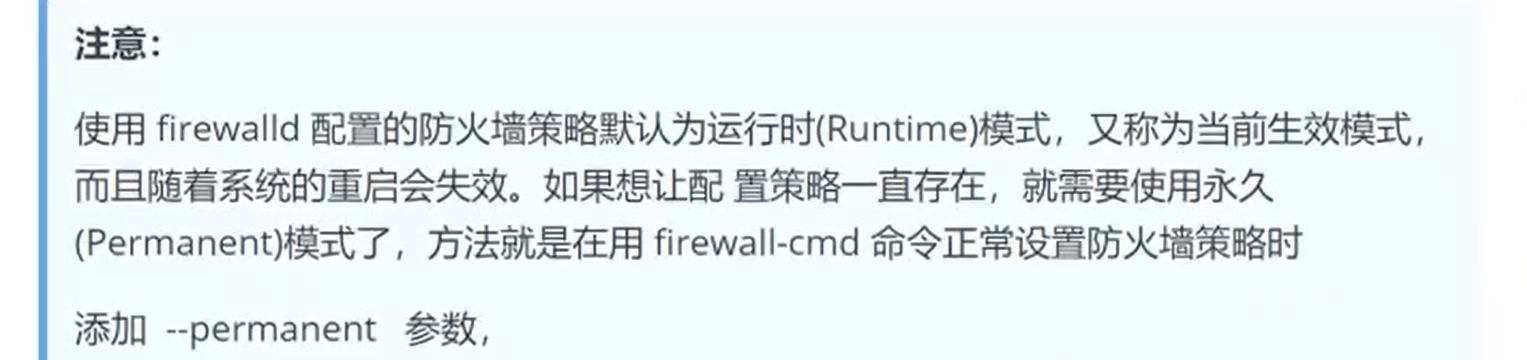 注意：
使用 firewalld 配置的防火墙策略默认为运行时(Runtime)模式，又称为当前生效模式，
而且随着系统的重启会失效。如果想让配 置策略一直存在，就需要使用永久
(Permanent)模式了，方法就是在用 firewall-cmd 命令正常设置防火墙策略时
添加 --permanent 参数，